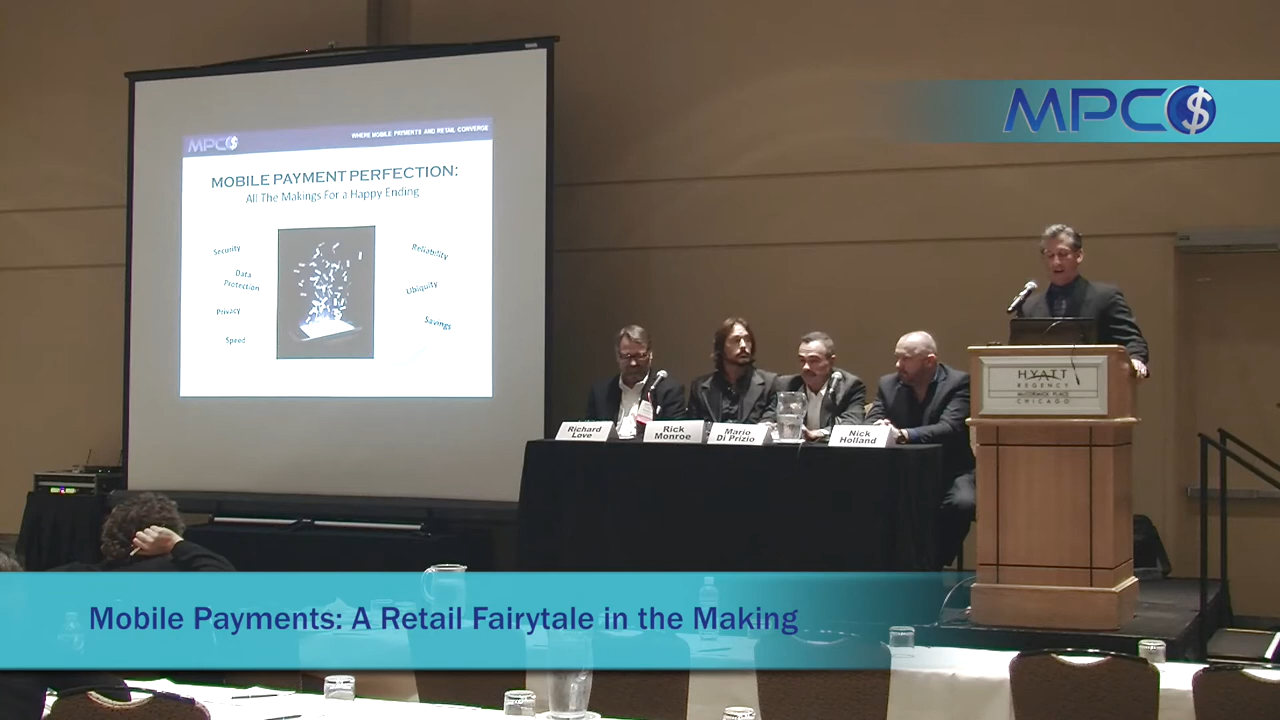 MPC$
MPC$
WHERE MOBILE PAYMENTS AND RETAIL CONVERGE
MOBILE PAYMENT PERFECTION:
All The Makings For a Happy Ending
Security
Data
Protection
Privacy
Speed
Reliability
Ubiquity
Savings
HYATT
REGENCY
McCORMICK PLACE
CHICAGO
Richard
Love
Rick
Monroe
Mario
Di Prizio
Nick
Holland
Mobile Payments: A Retail Fairytale in the Making